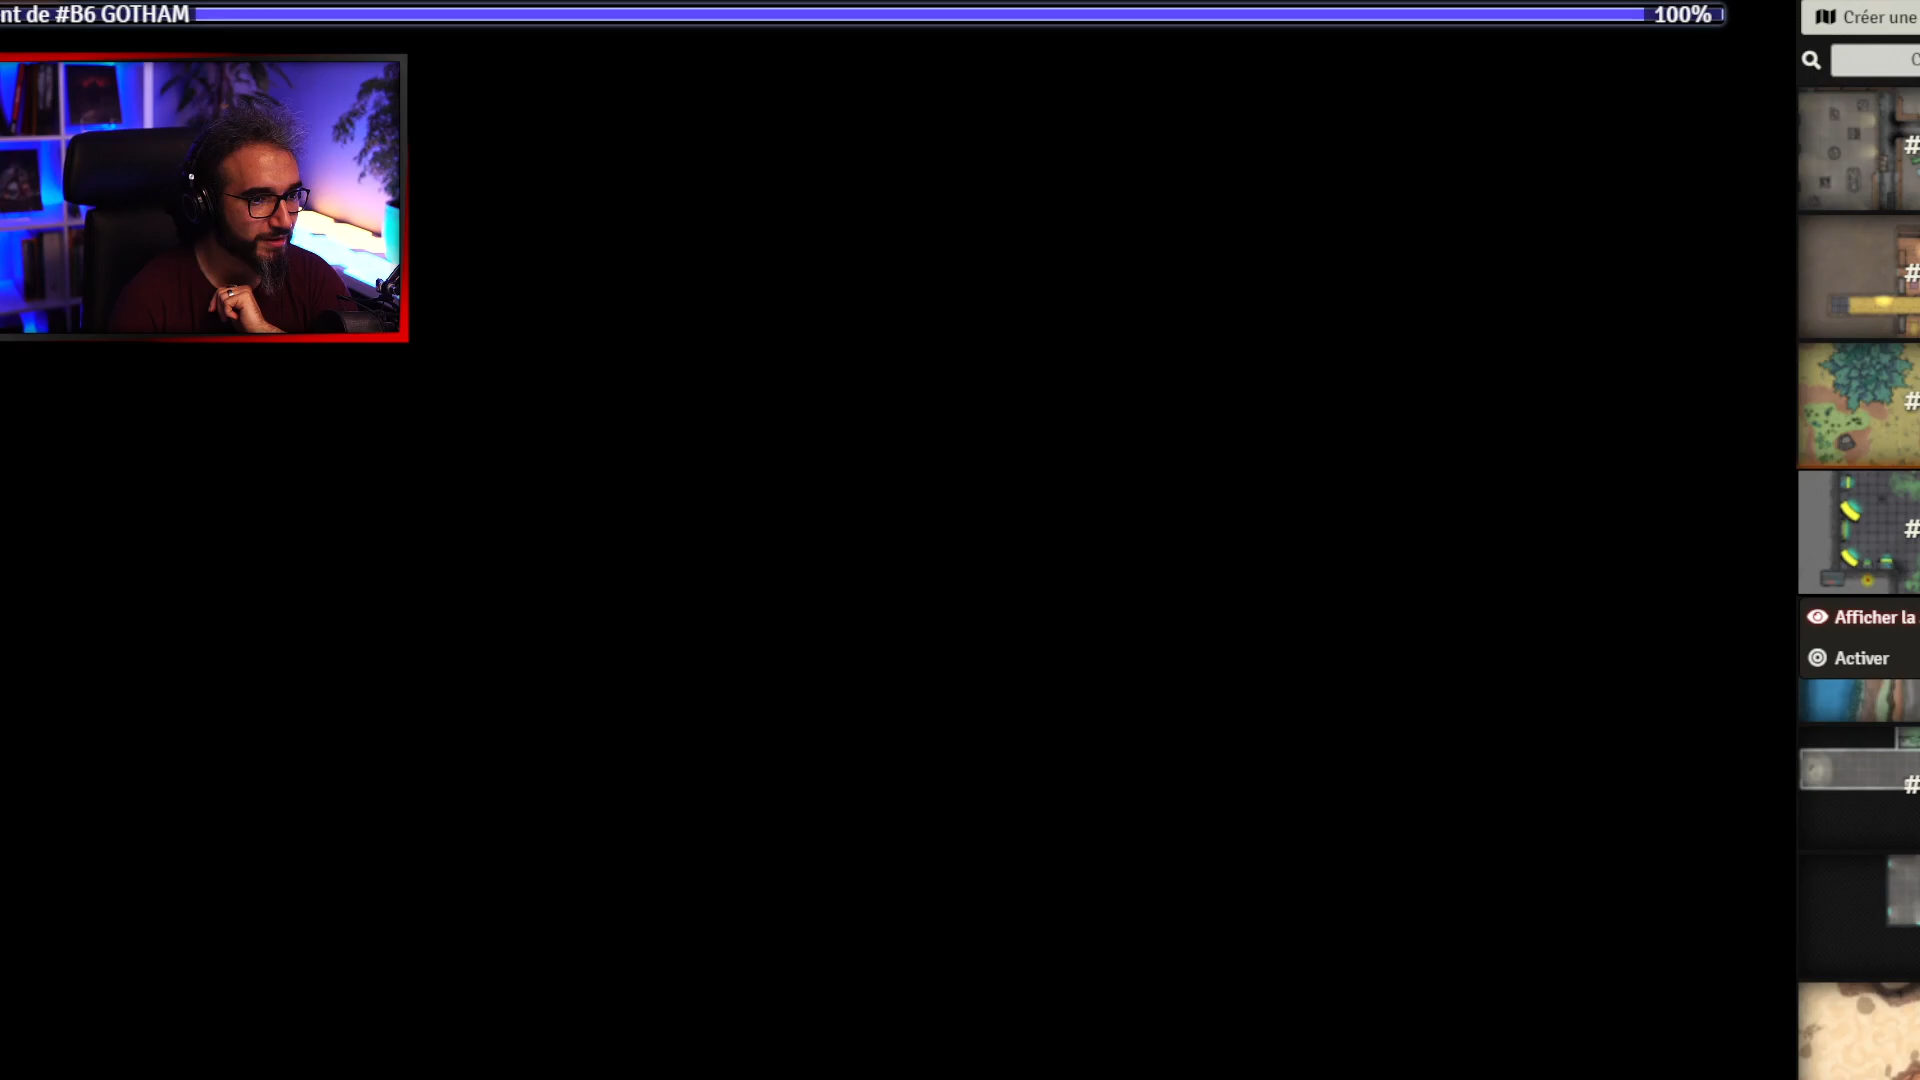 nt de #B6 GOTHAM
100%
Créer une
C
#
#
#
#
Afficher la
Activer
#